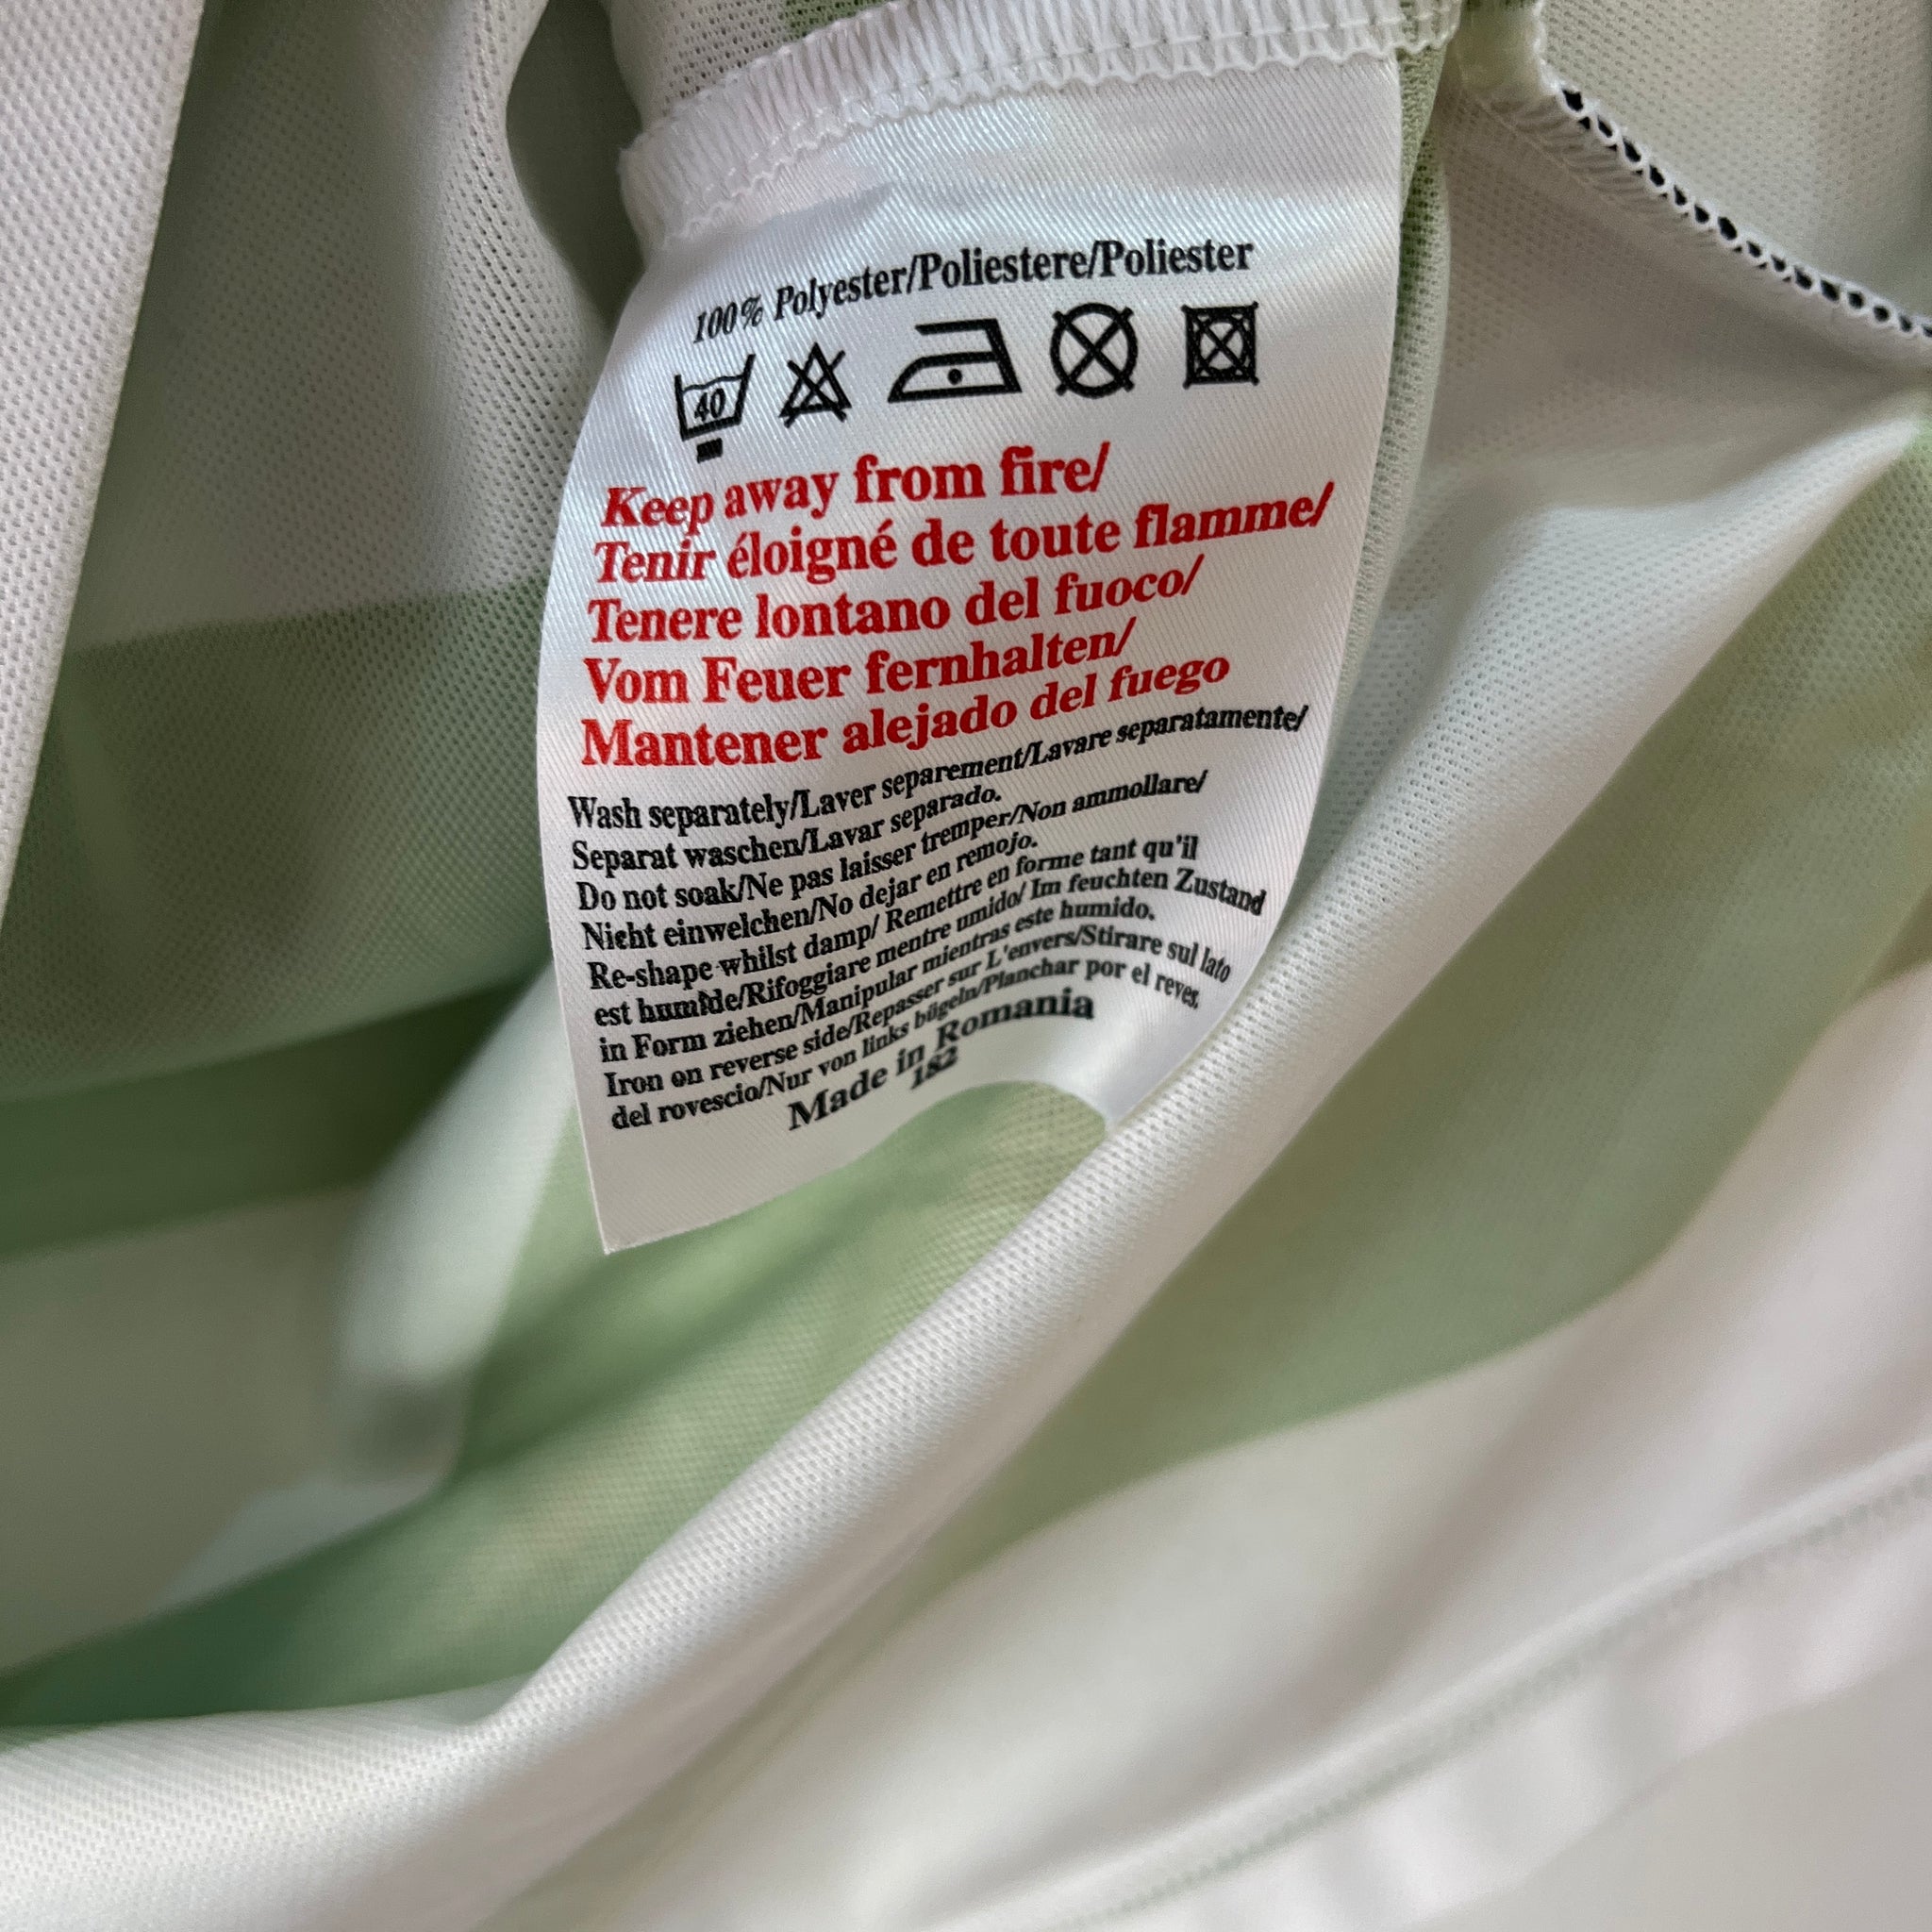 100% Polyester/Poliestere/Poliester
40
Keep away from fire/
Tenir éloigné de toute flamme/
Tenere lontano del fuoco/
Vom Feuer fernhalten/
Mantener alejado del fuego
Wash separately/Laver separement/Lavare separatamente/
Separat waschen/Lavar separado.
Do not soak/Ne pas laisser tremper/Non ammollare/
Nicht einwelchen/No dejar en remojo.
Re-shape whilst damp/ Remettre en forme tant qu'il
est humide/Rifoggiare mentre umido/ Im feuchten Zustand
in Form ziehen/Manipular mientras este humido.
Iron on reverse side/Repasser sur L'envers/Stirare sul lato
del rovescio/Nur von links bügeln/Planchar por el reves.
Made in Romania
182